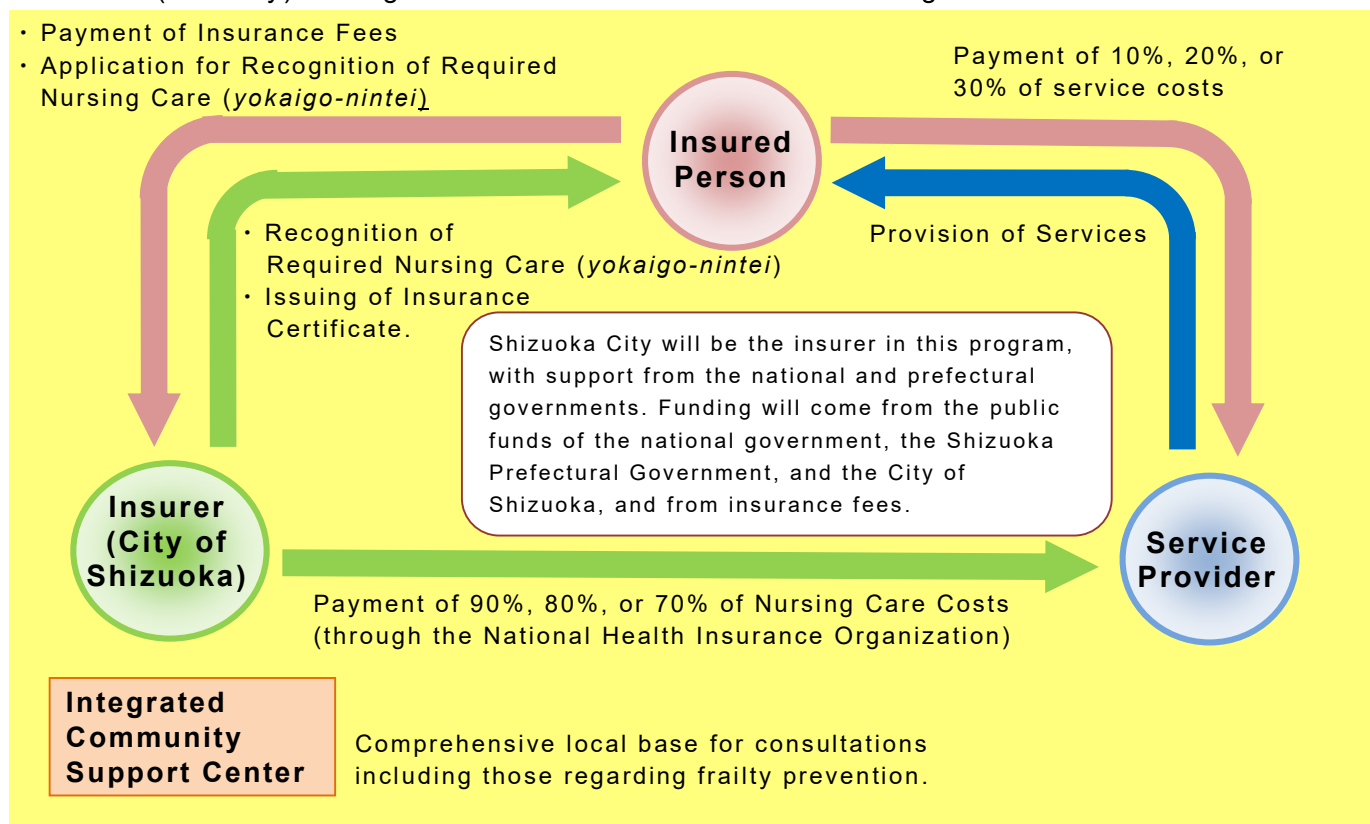 ・ Payment of Insurance Fees
・ Application for Recognition of Required
Nursing Care (yokaigo-nintei)
Payment of 10%, 20%, or
30% of service costs
Insured
Person
・ Recognition of
Required Nursing Care (yokaigo-nintei)
・ Issuing of Insurance
Certificate.
Provision of Services
Shizuoka City will be the insurer in this program,
with support from the national and prefectural
governments. Funding will come from the public
funds of the national government, the Shizuoka
Prefectural Government, and the City of
Shizuoka, and from insurance fees.
Insurer
(City of
Shizuoka)
Service
Provider
Payment of 90%, 80%, or 70% of Nursing Care Costs
(through the National Health Insurance Organization)
Integrated
Community
Support Center
Comprehensive local base for consultations
including those regarding frailty prevention.